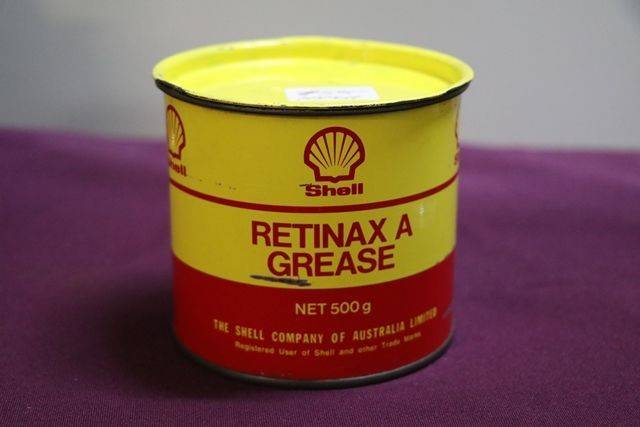 Shell
Shell
RETINAX A
GREASE
NET 500 g
THE SHELL COMPANY OF AUSTRALIA LIMITED
Registered User of Shell and other Trade Marks